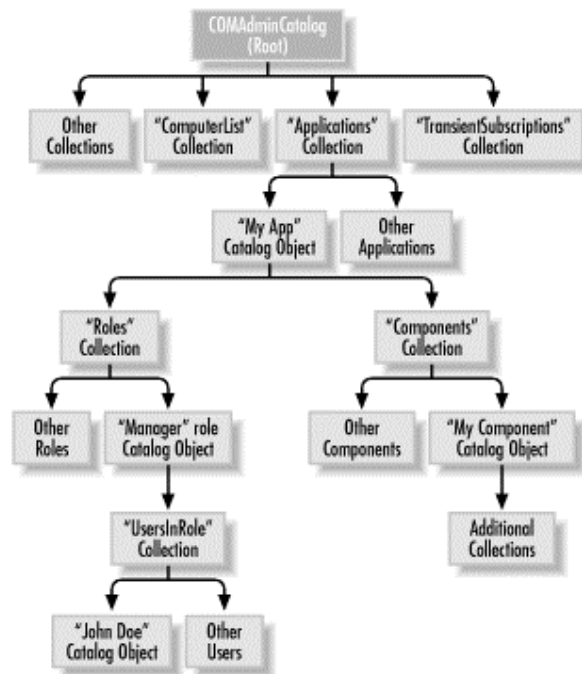 COMAdminCatalog
(Root)
Other
Collections
“ComputerList”
Collection
“Applications”
Collection
“TransientSubscriptions”
Collection
“My App”
Catalog Object
Other
Applications
“Roles”
Collection
“Components”
Collection
Other
Roles
“Manager” role
Catalog Object
Other
Components
“My Component”
Catalog Object
“UsersInRole”
Collection
Additional
Collections
“John Doe”
Catalog Object
Other
Users